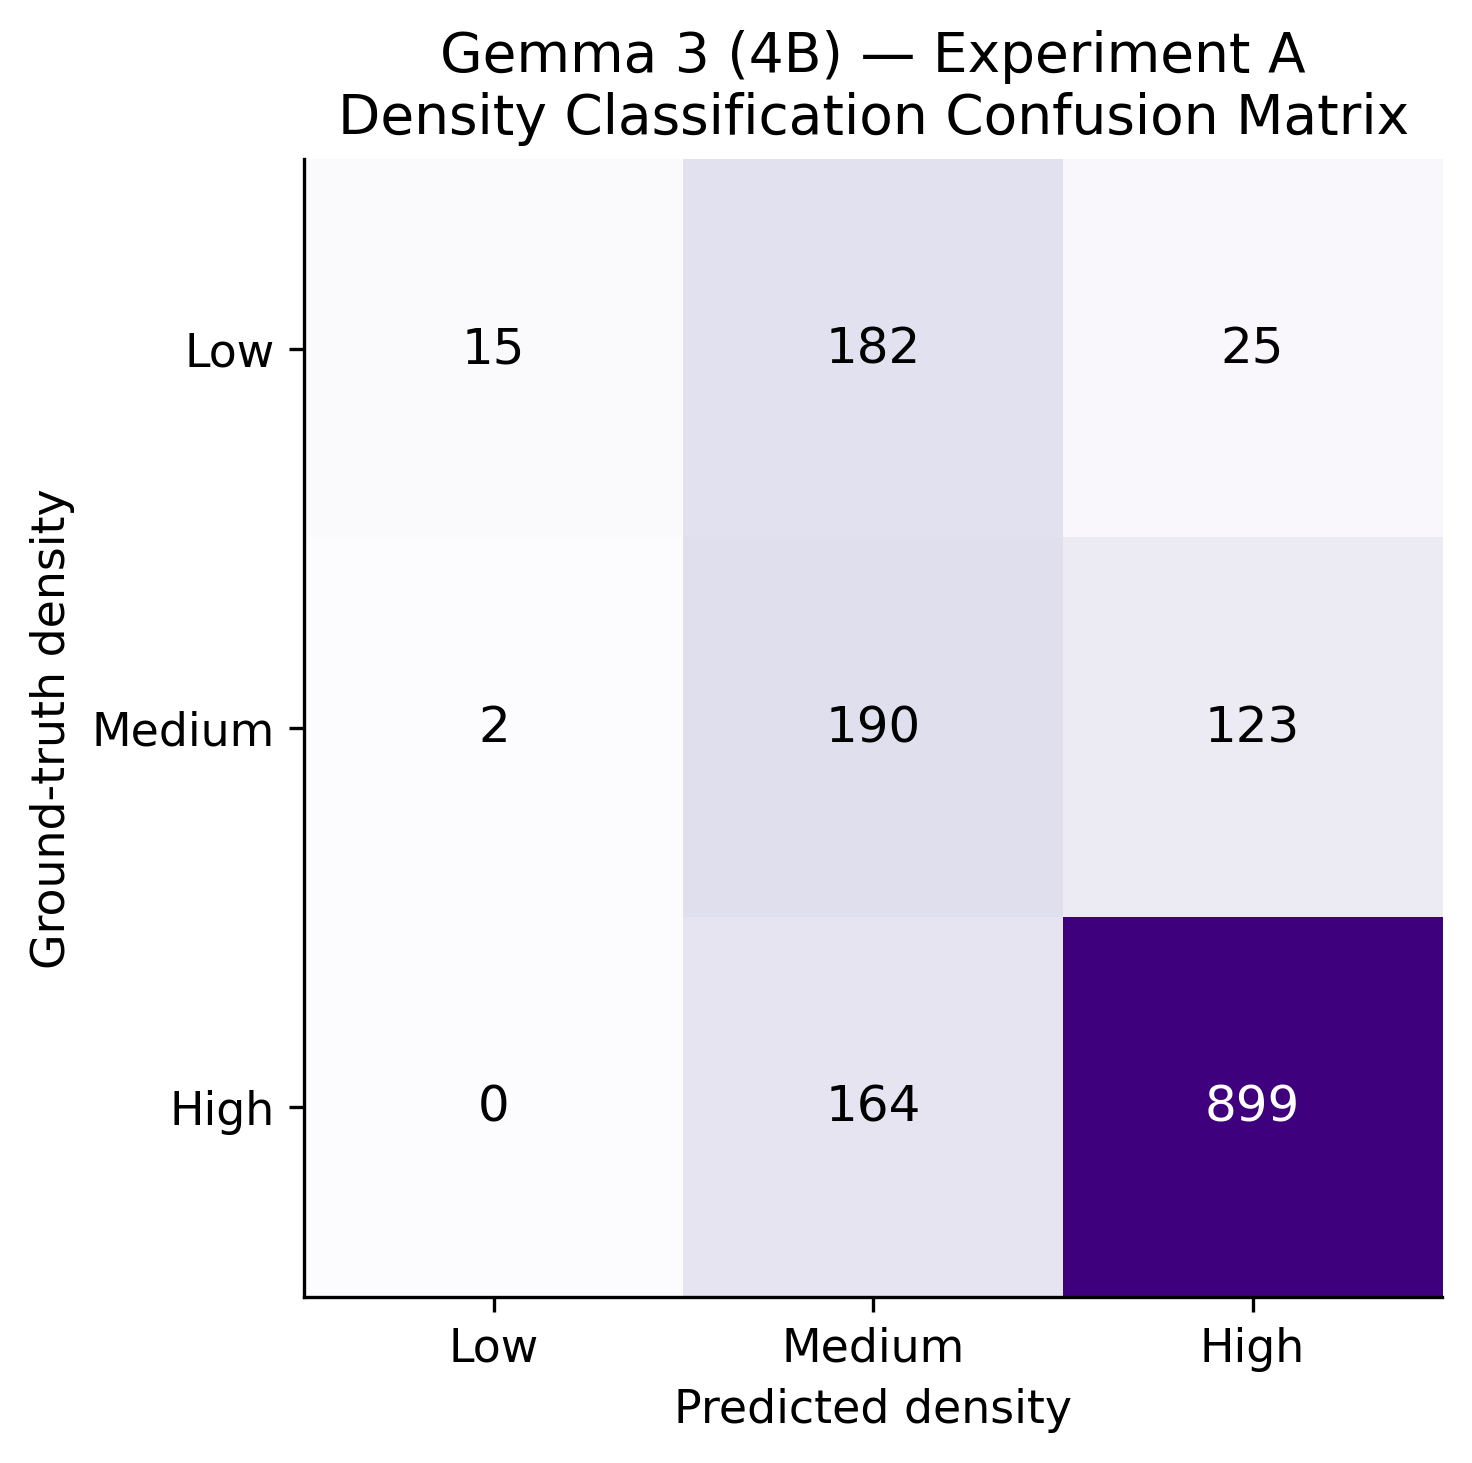 Gemma 3 (4B) — Experiment A
Density Classification Confusion Matrix
Ground-truth density
Low 15 182 25
Medium 2 190 123
High 0 164 899
Low Medium High
Predicted density